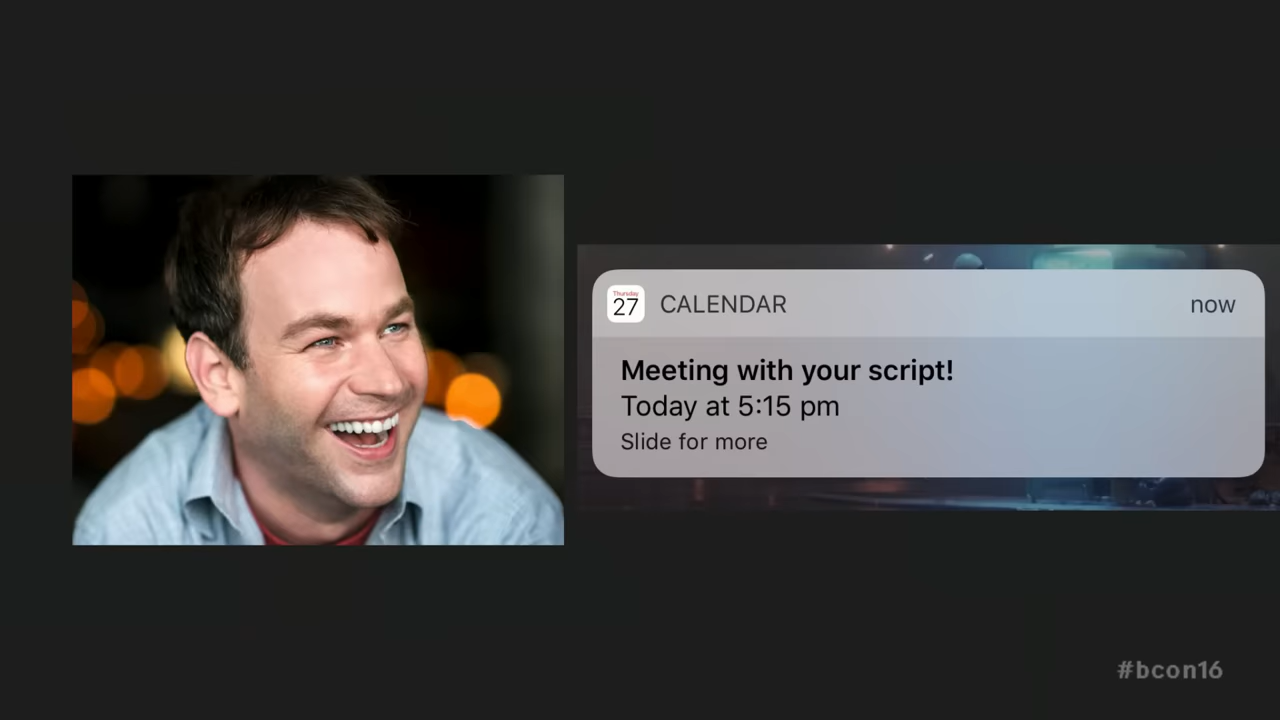 Thursday
27
CALENDAR
now
Meeting with your script!
Today at 5:15 pm
Slide for more
#bcon16